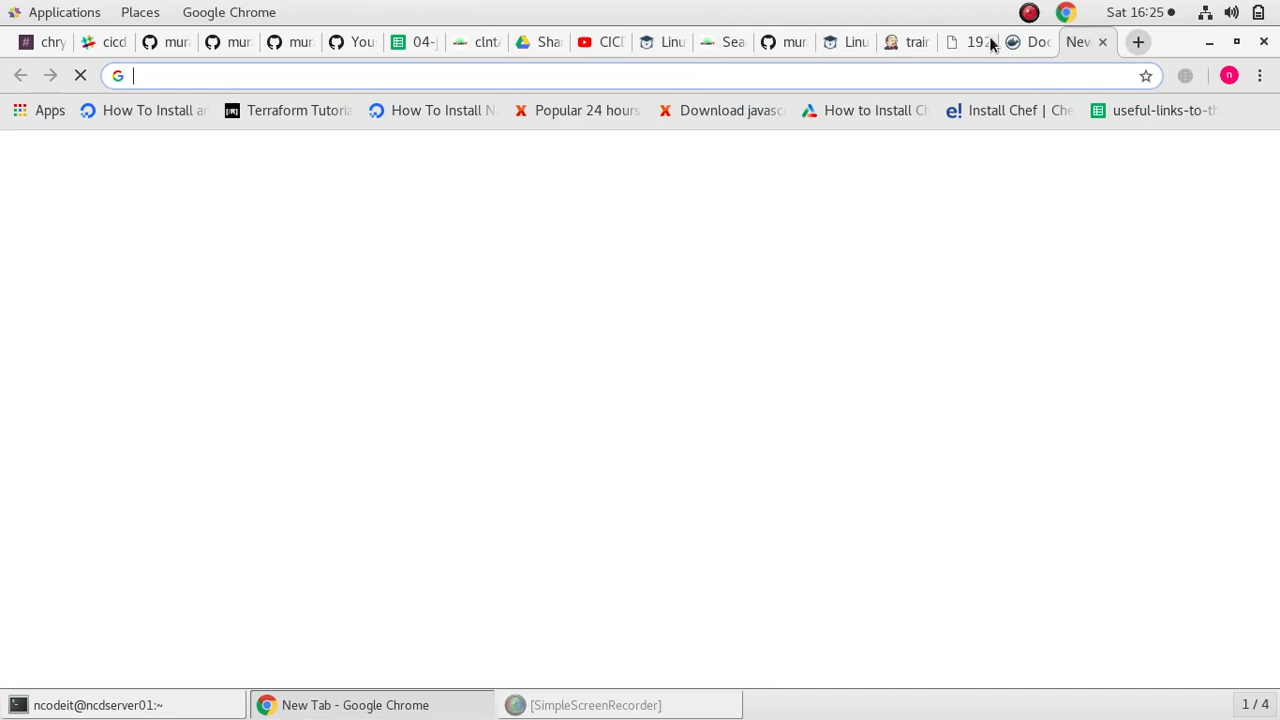 Applications Places Google Chrome Sat 16:25
chry cicd mur mur mur You 04- clnt Sha CICD Linu Sea mur Linu train 192 Doc New
Apps How To Install an Terraform Tutoria How To Install N Popular 24 hours Download javasc How to Install Ch Install Chef | Che useful-links-to-th
ncodeit@ncdserver01:~ New Tab - Google Chrome [SimpleScreenRecorder] 1 / 4